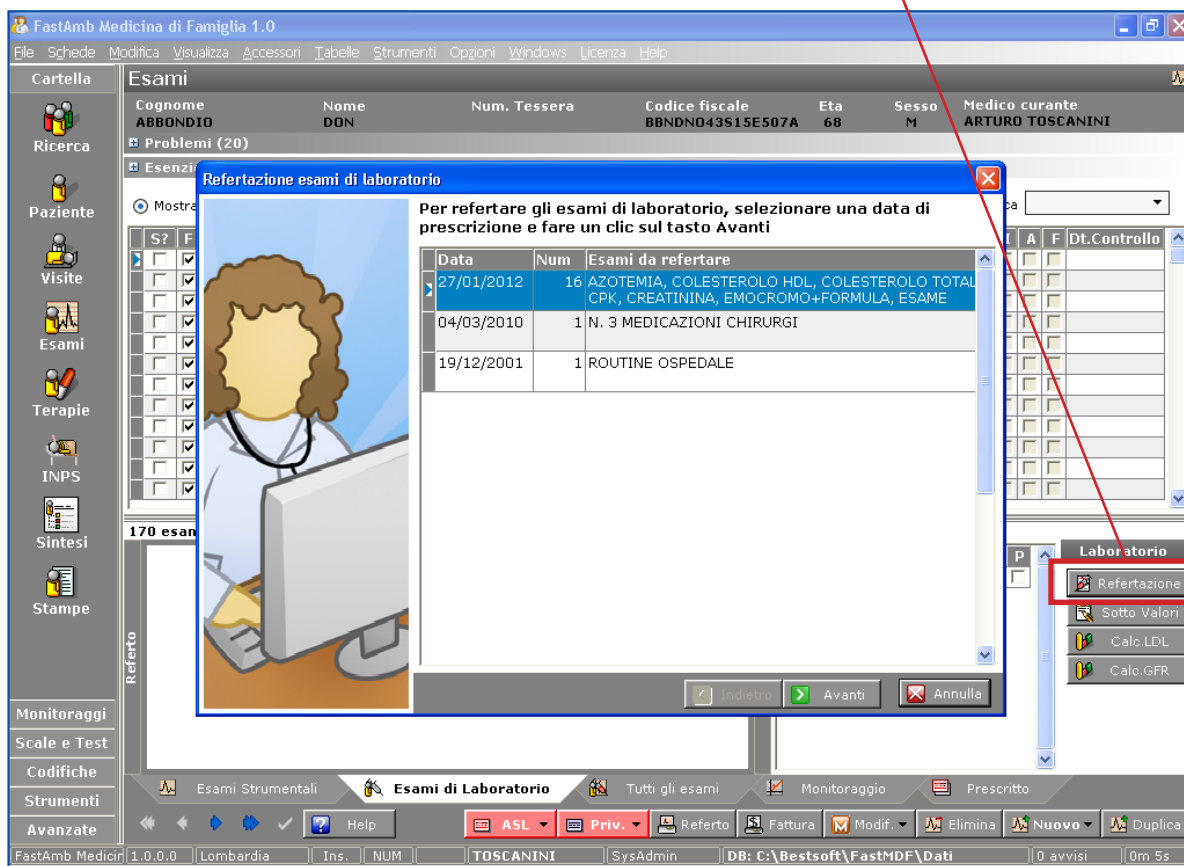 FastAmb Medicina di Famiglia 1.0
File Schede Modifica Visualizza Accessori Tabelle Strumenti Opzioni Windows Licenza Help
Cartella
Esami
Cognome Nome Num. Tessera Codice fiscale Eta Sesso Medico curante
ABBONDIO DON BBNDNO43S15E507A 68 M ARTURO TOSCANINI
Ricerca
Problemi (20)
Esenzi
Refertazione esami di laboratorio
Paziente
Mostra
Per refertare gli esami di laboratorio, selezionare una data di
prescrizione e fare un clic sul tasto Avanti
S? F
A F Dt.Controllo
Data Num Esami da refertare
27/01/2012 16 AZOTEMIA, COLESTEROLO HDL, COLESTEROLO TOTAL
CPK, CREATININA, EMOCROMO+FORMULA, ESAME
04/03/2010 1 N. 3 MEDICAZIONI CHIRURGI
19/12/2001 1 ROUTINE OSPEDALE
Visite
Esami
Terapie
INPS
Sintesi
Stampe
170 esan
P
Referto
Laboratorio
Refertazione
Sotto Valori
Calc.LDL
Calc.GFR
Indietro Avanti Annulla
Monitoraggi
Scale e Test
Codifiche
Strumenti
Avanzate
Esami Strumentali Esami di Laboratorio Tutti gli esami Monitoraggio Prescritto
Help ASL Priv. Referto Fattura Modif. Elimina Nuovo Duplica
FastAmb Medicir 1.0.0.0 Lombardia Ins. NUM TOSCANINI SysAdmin DB: C:\Bestsoft\FastMDF\Dati 0 avvisi 0m 5s